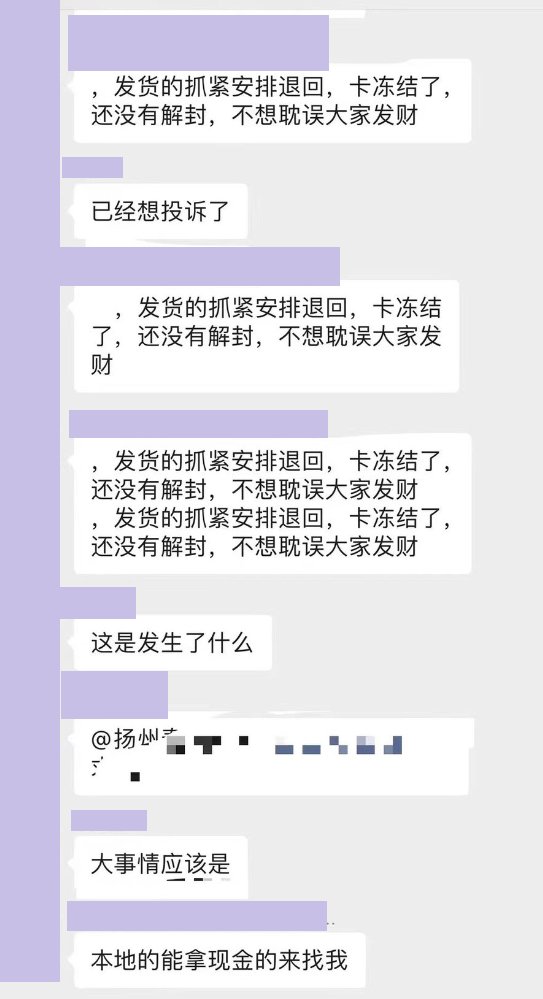 ，发货的抓紧安排退回，卡冻结了，
还没有解封，不想耽误大家发财
已经想投诉了
，发货的抓紧安排退回，卡冻结
了，还没有解封，不想耽误大家发
财
，发货的抓紧安排退回，卡冻结了，
还没有解封，不想耽误大家发财
，发货的抓紧安排退回，卡冻结了，
还没有解封，不想耽误大家发财
这是发生了什么
@扬州
大事情应该是
本地的能拿现金的来找我